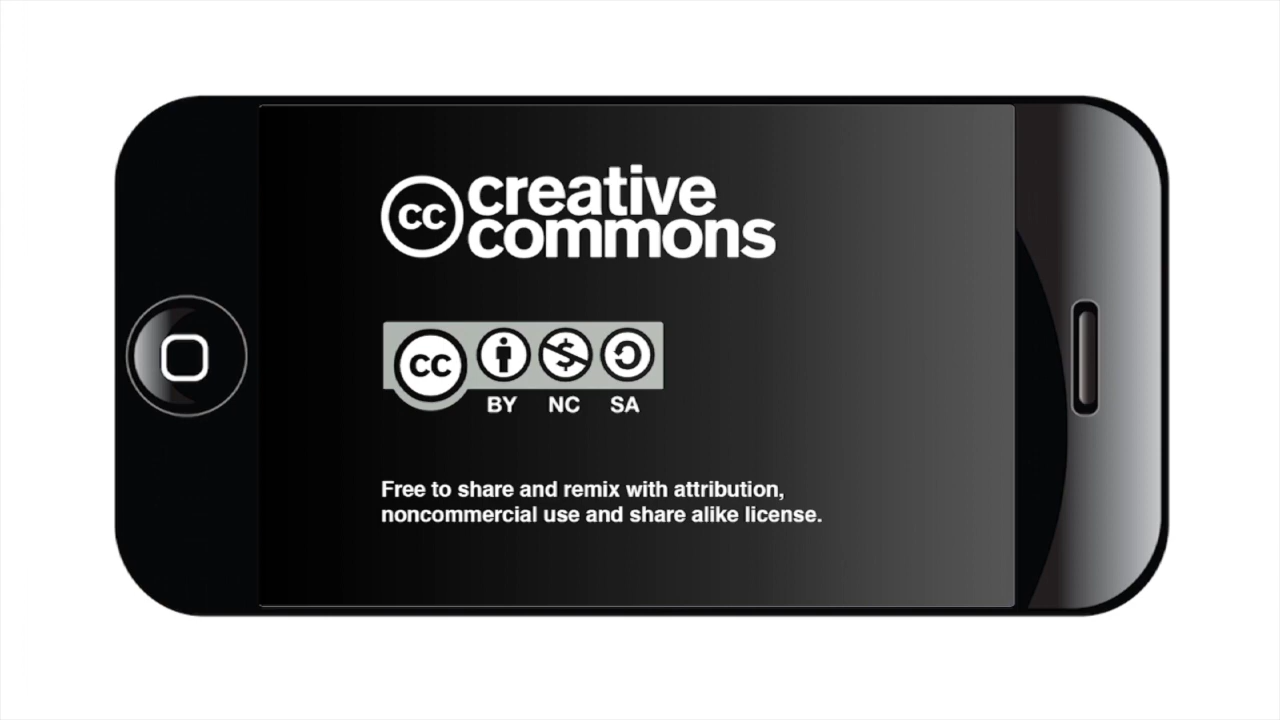 cc creative
commons
cc
BY NC SA
Free to share and remix with attribution,
noncommercial use and share alike license.